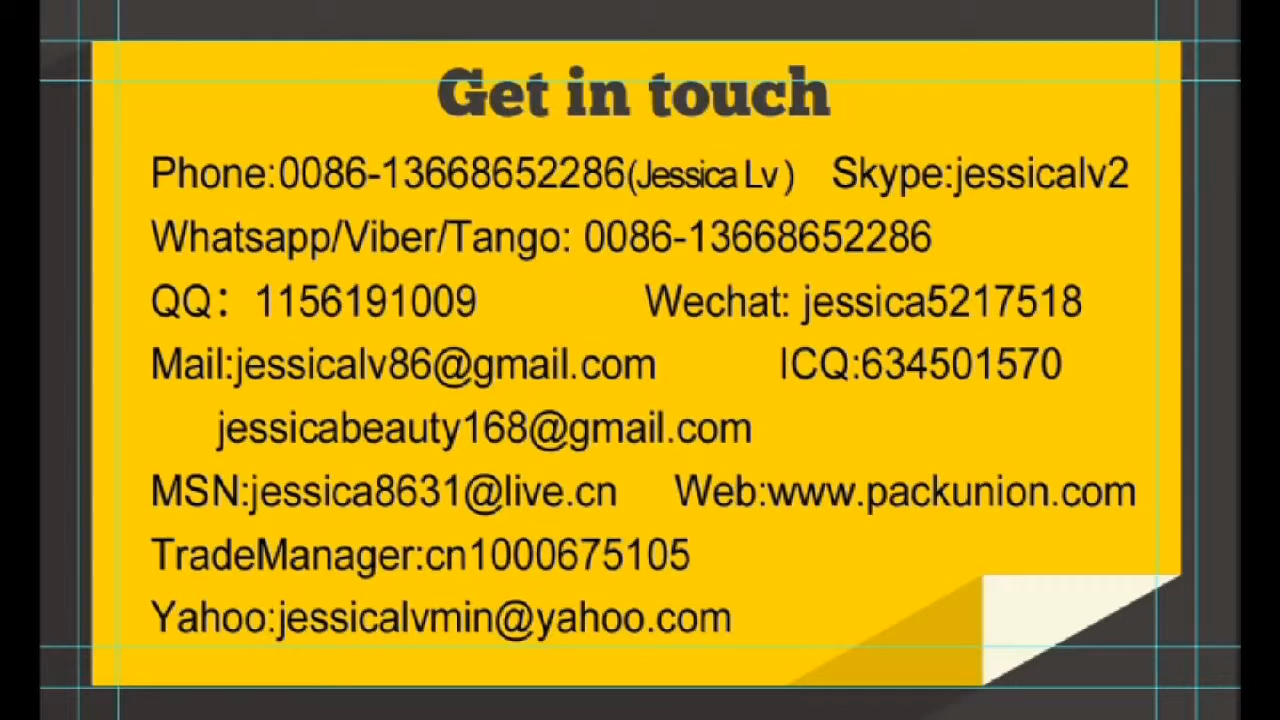 Get in touch
Phone:0086-13668652286(Jessica Lv ) Skype:jessicalv2
Whatsapp/Viber/Tango: 0086-13668652286
QQ：1156191009 Wechat: jessica5217518
Mail:jessicalv86@gmail.com ICQ:634501570
jessicabeauty168@gmail.com
MSN:jessica8631@live.cn Web:www.packunion.com
TradeManager:cn1000675105
Yahoo:jessicalvmin@yahoo.com